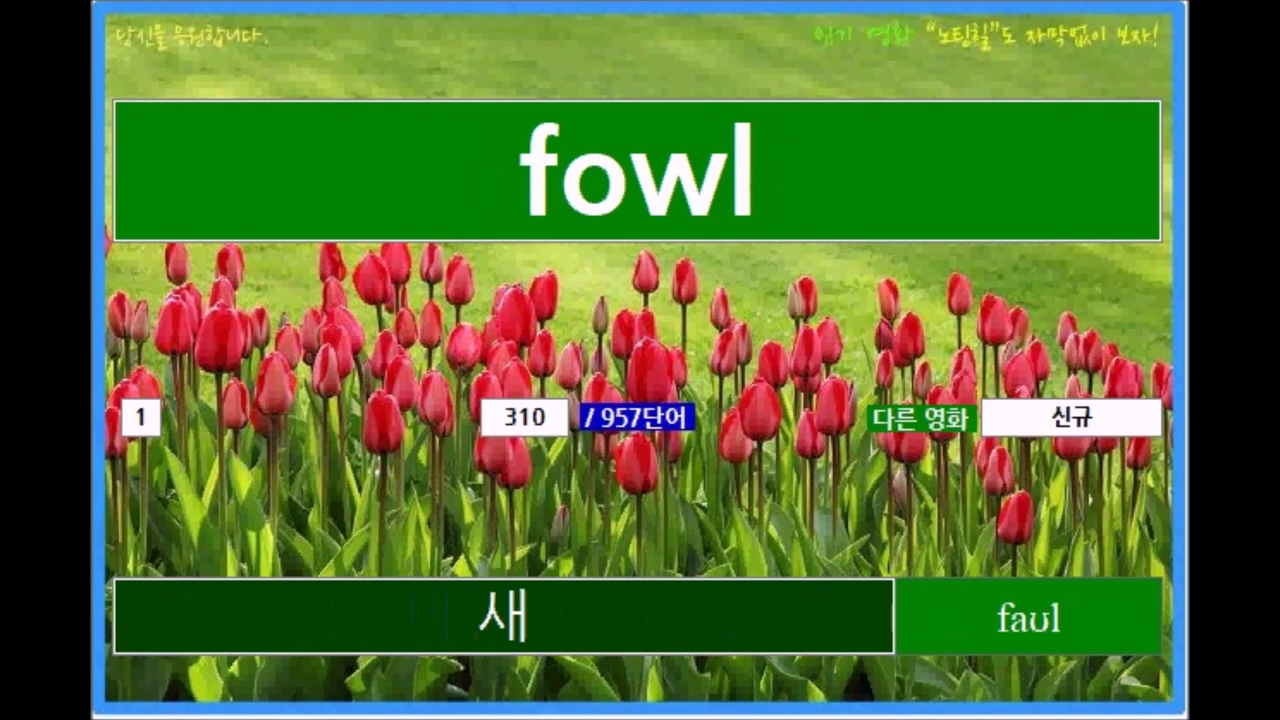 당신을 응원합니다.
인기 영화 “노팅힐”도 자막없이 보자!
fowl
1
310 / 957단어
다른 영화 신규
새
faʊl